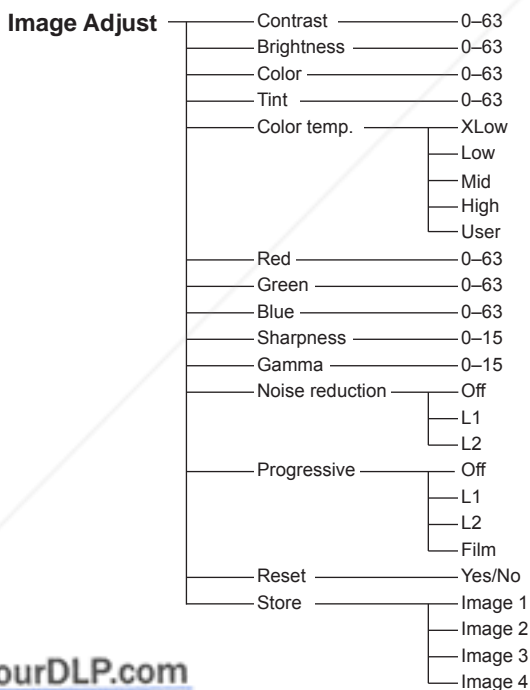 Image Adjust Contrast 0–63
Brightness 0–63
Color 0–63
Tint 0–63
Color temp. XLow
Low
Mid
High
User
Red 0–63
Green 0–63
Blue 0–63
Sharpness 0–15
Gamma 0–15
Noise reduction Off
L1
L2
Progressive Off
L1
L2
Film
Reset Yes/No
Store Image 1
Image 2
Image 3
ourDLP.com Image 4